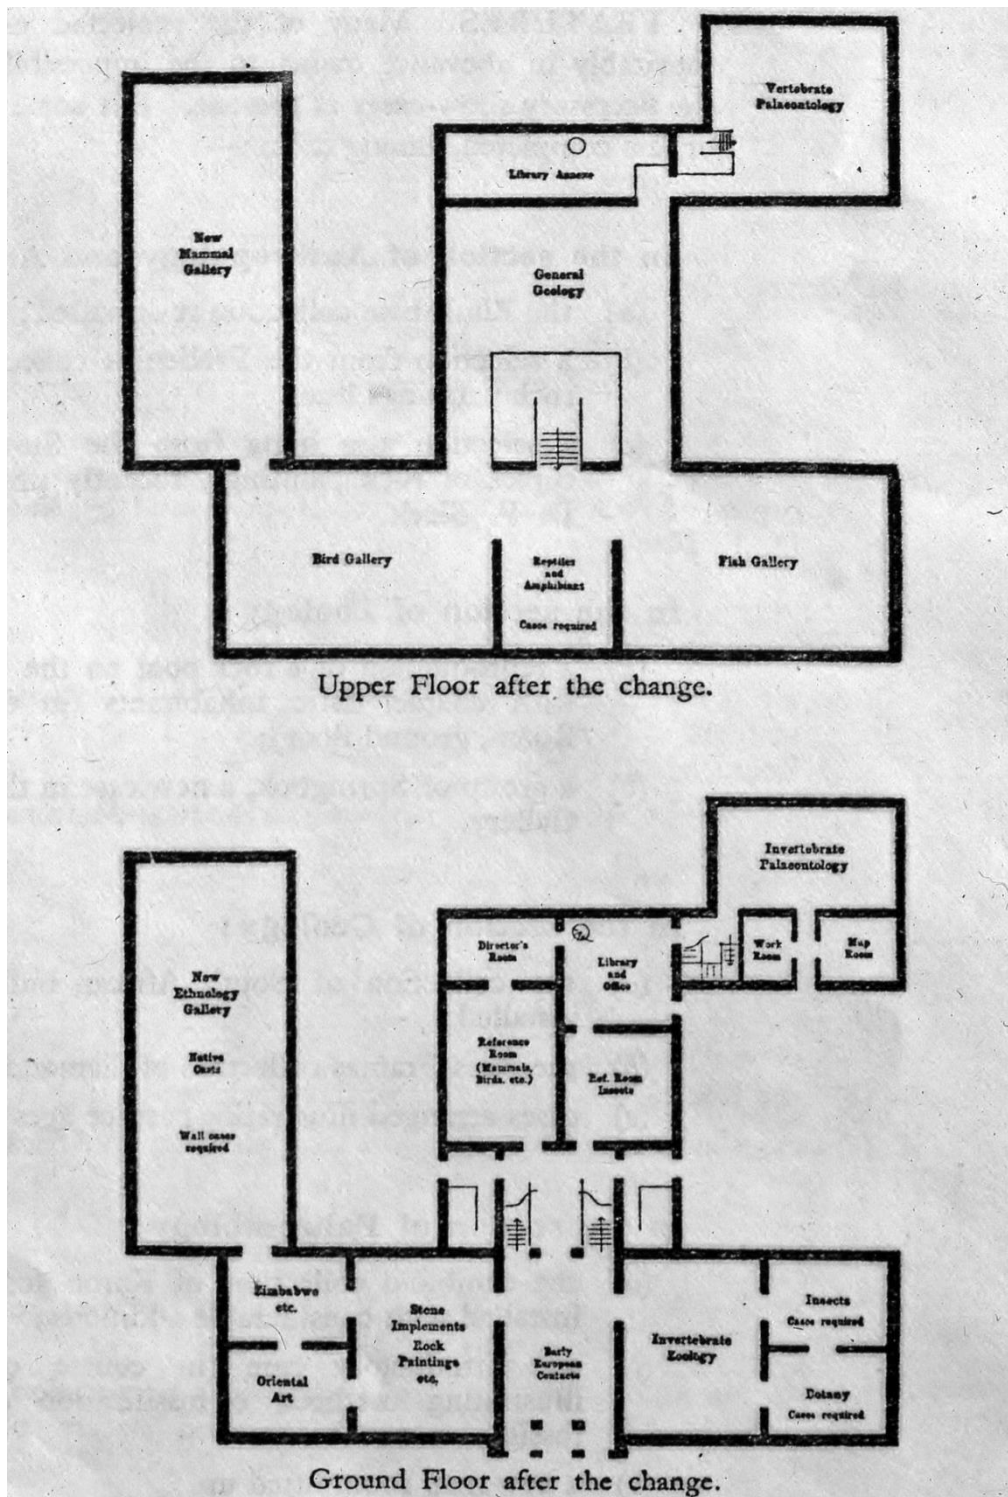 Vertebrate
Palaeontology
Library Annexe
New
Mammal
Gallery
General
Geology
Bird Gallery
Reptiles
and
Amphibians
Cases required
Fish Gallery
Upper Floor after the change.
Invertebrate
Palaeontology
Director's
Room
Library
and
Office
Work
Room
Map
Room
New
Ethnology
Gallery
Native
Casts
Wall cases
required
Reference
Room
(Mammals,
Birds, etc.)
Ref. Room
Insects
Zimbabwe
etc.
Oriental
Art
Stone
Implements
Rock
Paintings
etc.
Early
European
Contacts
Invertebrate
Zoology
Insects
Cases required
Botany
Cases required
Ground Floor after the change.